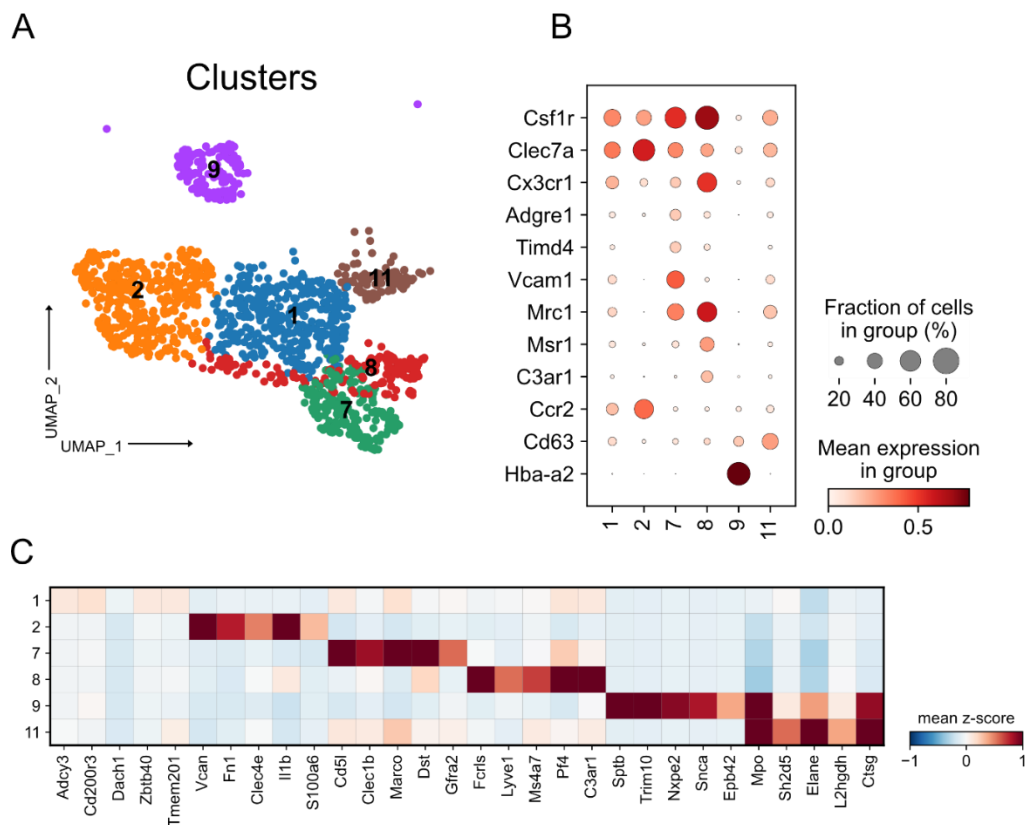 A
Clusters
9
2
1
11
8
7
UMAP_2
UMAP_1
B
Csf1r
Clec7a
Cx3cr1
Adgre1
Timd4
Vcam1
Mrc1
Msr1
C3ar1
Ccr2
Cd63
Hba-a2
1 2 7 8 9 11
Fraction of cells
in group (%)
20 40 60 80
Mean expression
in group
0.0 0.5
C
1
2
7
8
9
11
Adcy3 Cd200r3 Dach1 Zbtb40 Tmem201 Vcan Fn1 Clec4e Il1b S100a6 Cd5l Clec1b Marco Dst Gfra2 Fcrls Lyve1 Ms4a7 Pf4 C3ar1 Sptb Trim10 Nxpe2 Snca Epb42 Mpo Sh2d5 Elane L2hgdh Ctsg
mean z-score
−1 0 1